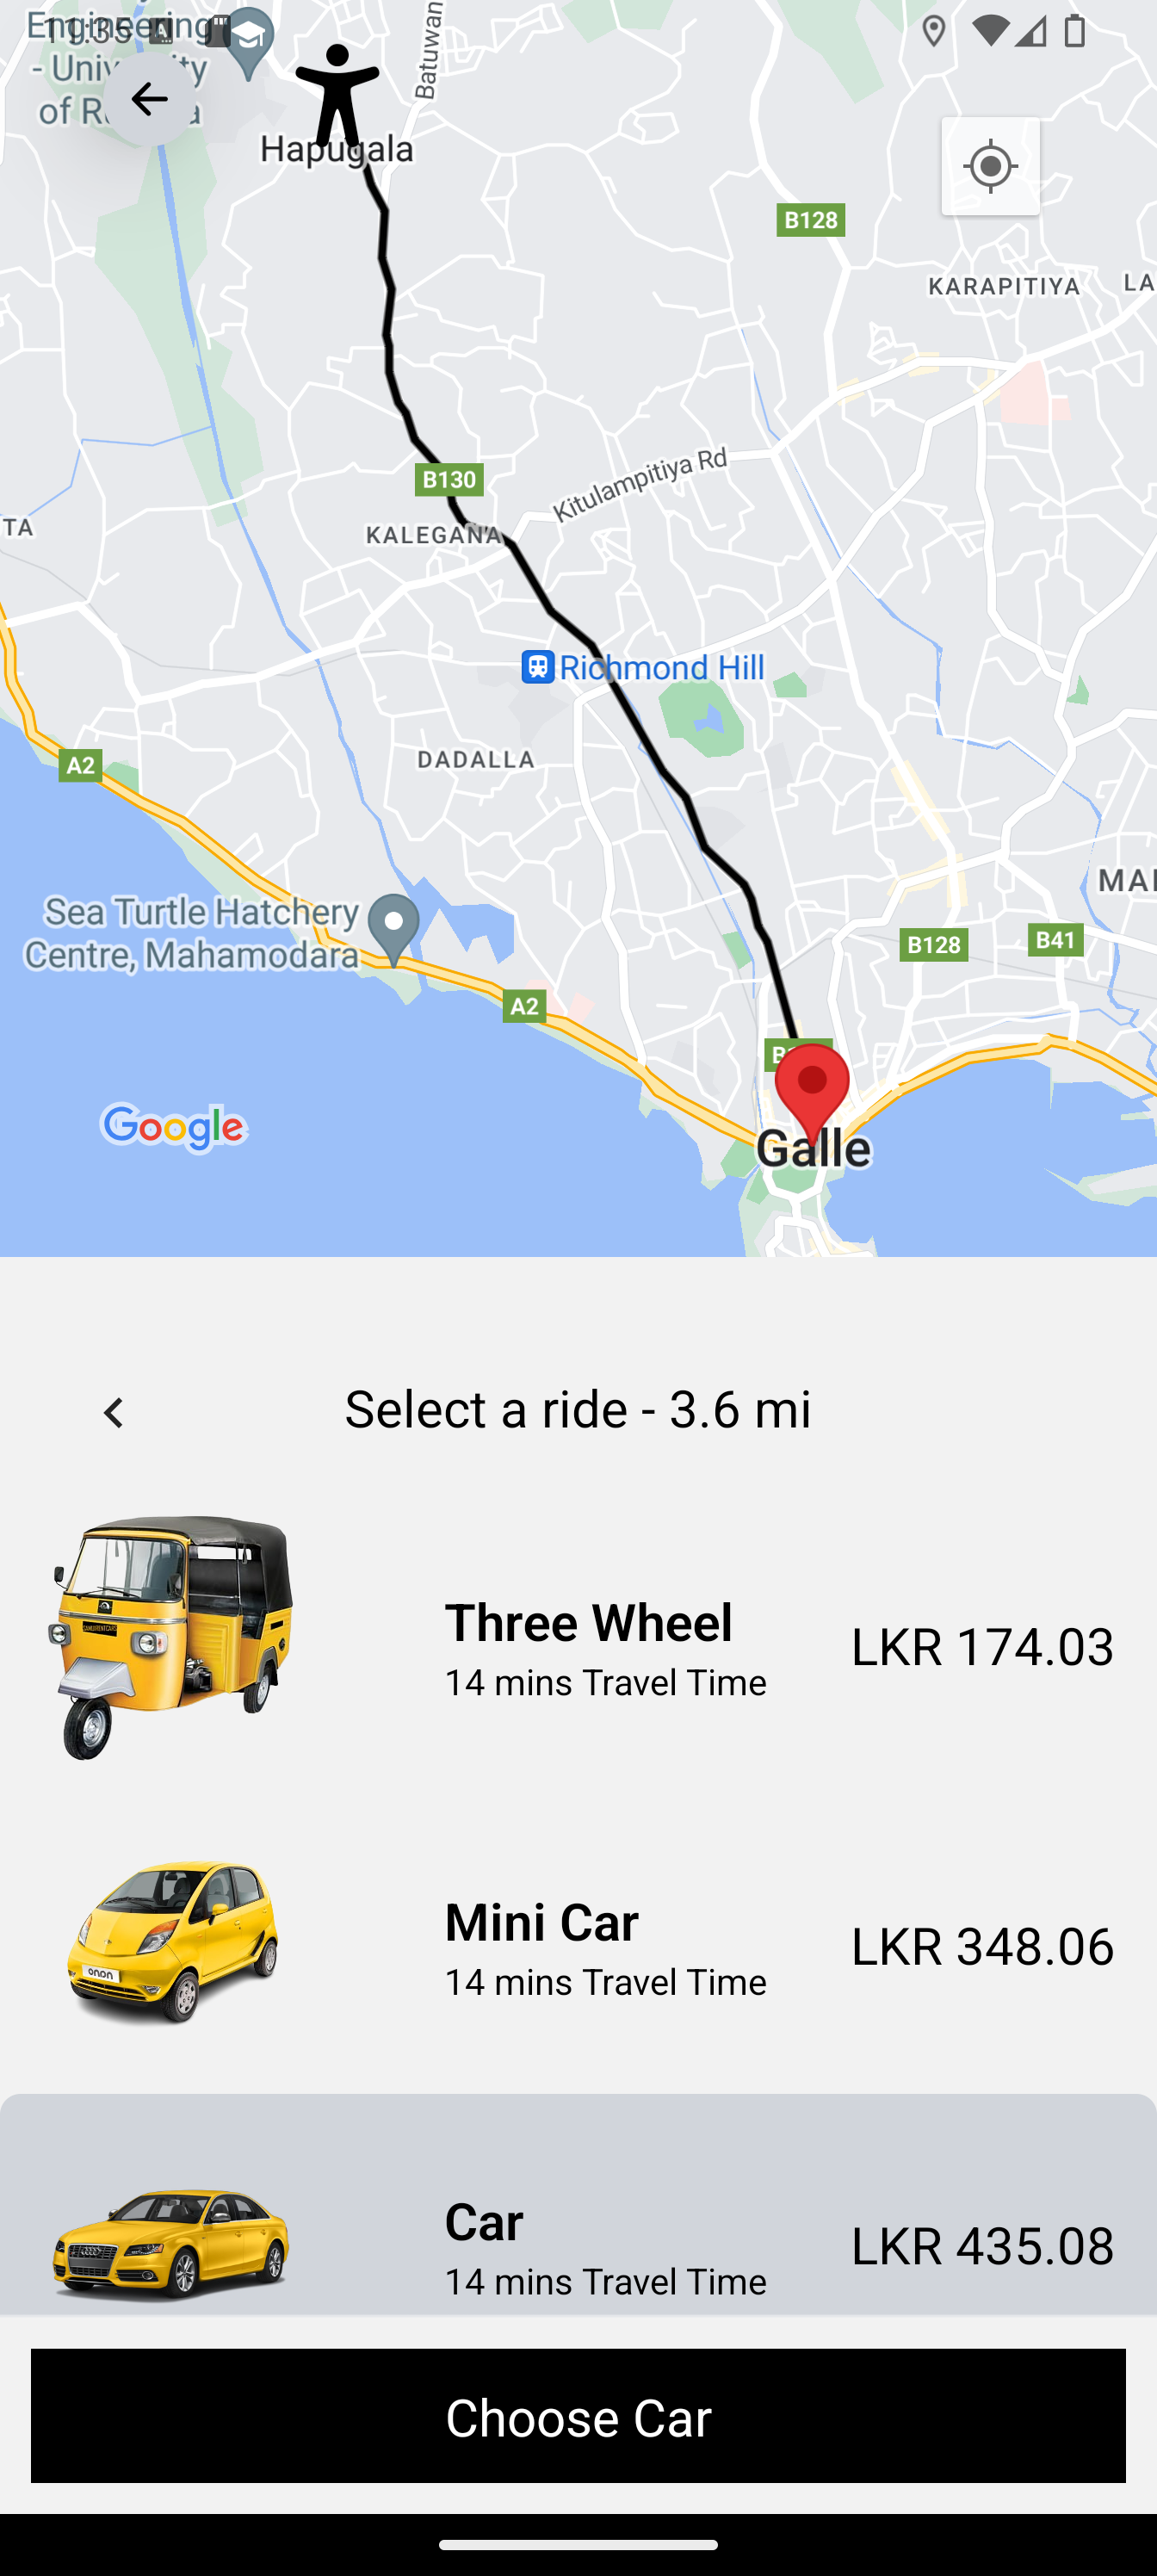 Engineering
11:35
- University
of R a
Batuwan
Hapugala
B128
KARAPITIYA
LA
B130
Kitulampitiya Rd
TA
KALEGANA
Richmond Hill
A2
DADALLA
MA
Sea Turtle Hatchery
Centre, Mahamodara
B128
B41
A2
Google
Galle
Select a ride - 3.6 mi
Three Wheel
LKR 174.03
14 mins Travel Time
Mini Car
LKR 348.06
14 mins Travel Time
Car
LKR 435.08
14 mins Travel Time
Choose Car